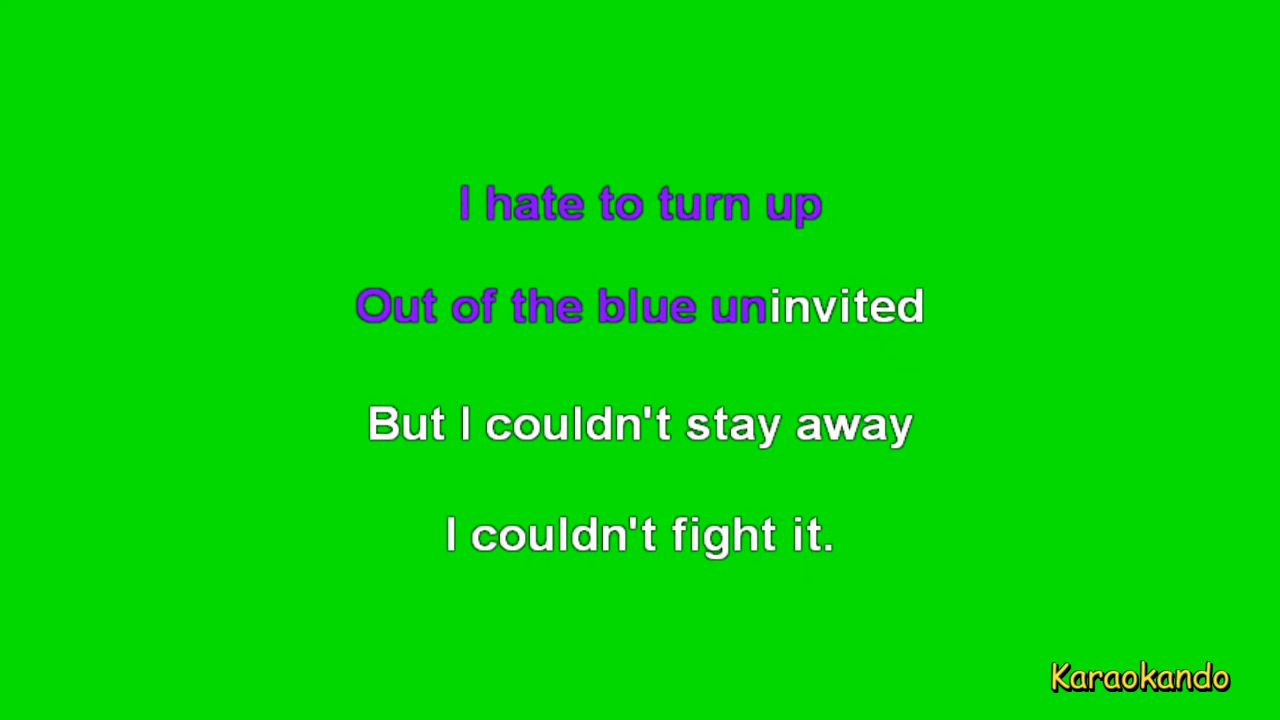 I hate to turn up
Out of the blue uninvited
But I couldn't stay away
I couldn't fight it.
Karaokando